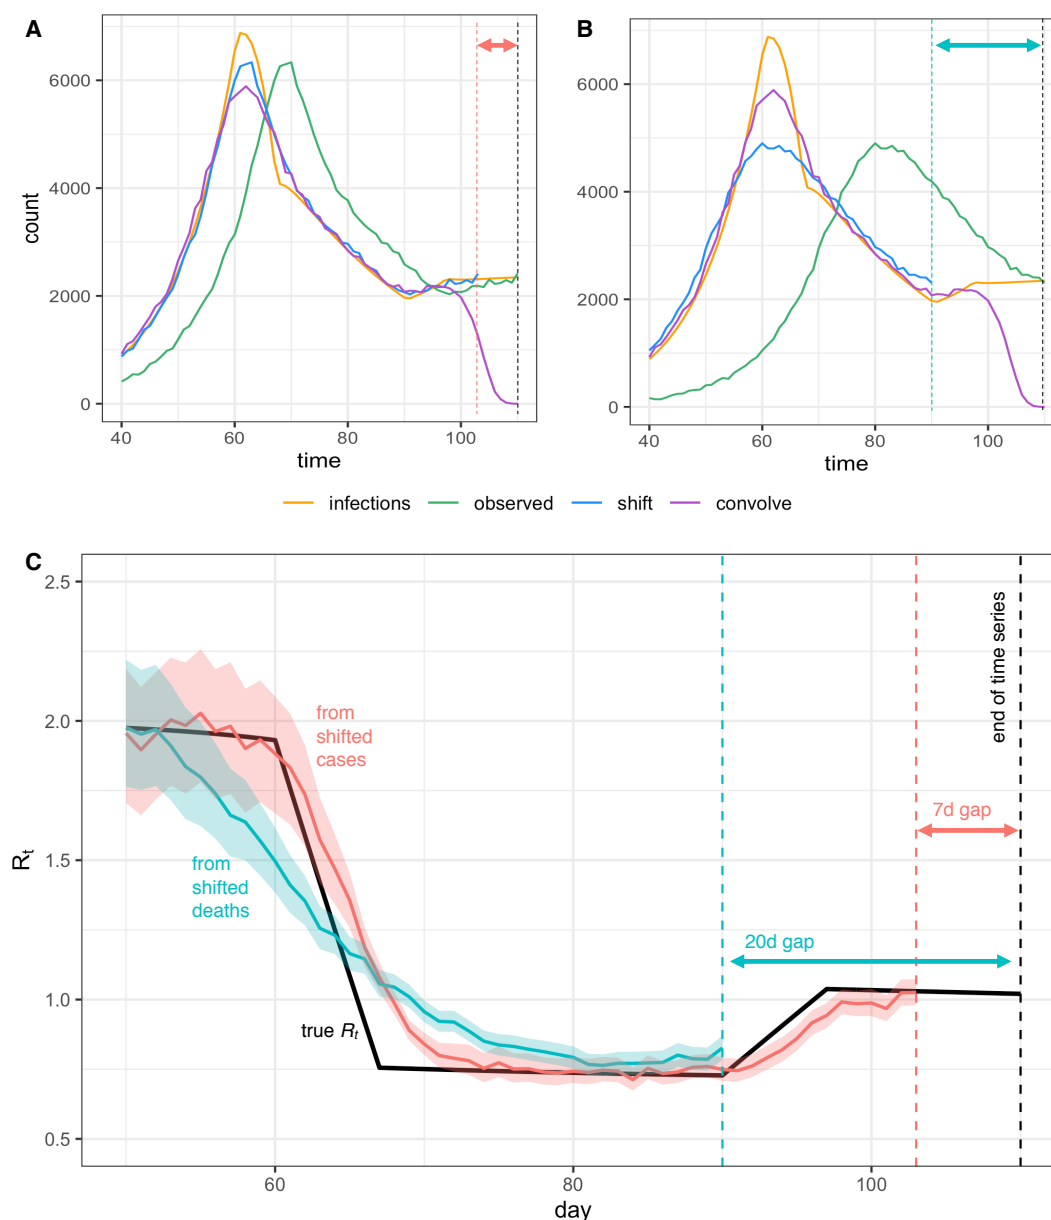 A
count
6000
4000
2000
0
40
60
80
100
time
B
6000
4000
2000
0
40
60
80
100
time
infections observed shift convolve
C
R_t
2.5
2.0
1.5
1.0
0.5
from
shifted
cases
from
shifted
deaths
true R_t
20d gap
7d gap
end of time series
60
80
100
day